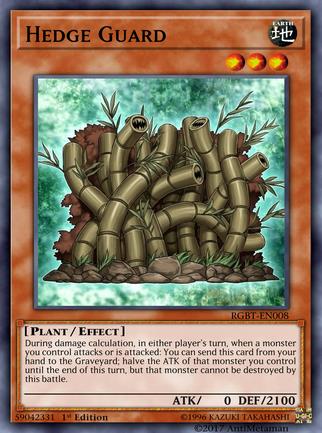 Hedge Guard
EARTH
地
RGBT-EN008
[Plant / Effect]
During damage calculation, in either player's turn, when a monster
you control attacks or is attacked: You can send this card from your
hand to the Graveyard; halve the ATK of that monster you control
until the end of this turn, but that monster cannot be destroyed
by this battle.
ATK/ 0 DEF/2100
59042331 1st Edition ©1996 KAZUKI TAKAHASHI
©2017 AntiMetaman